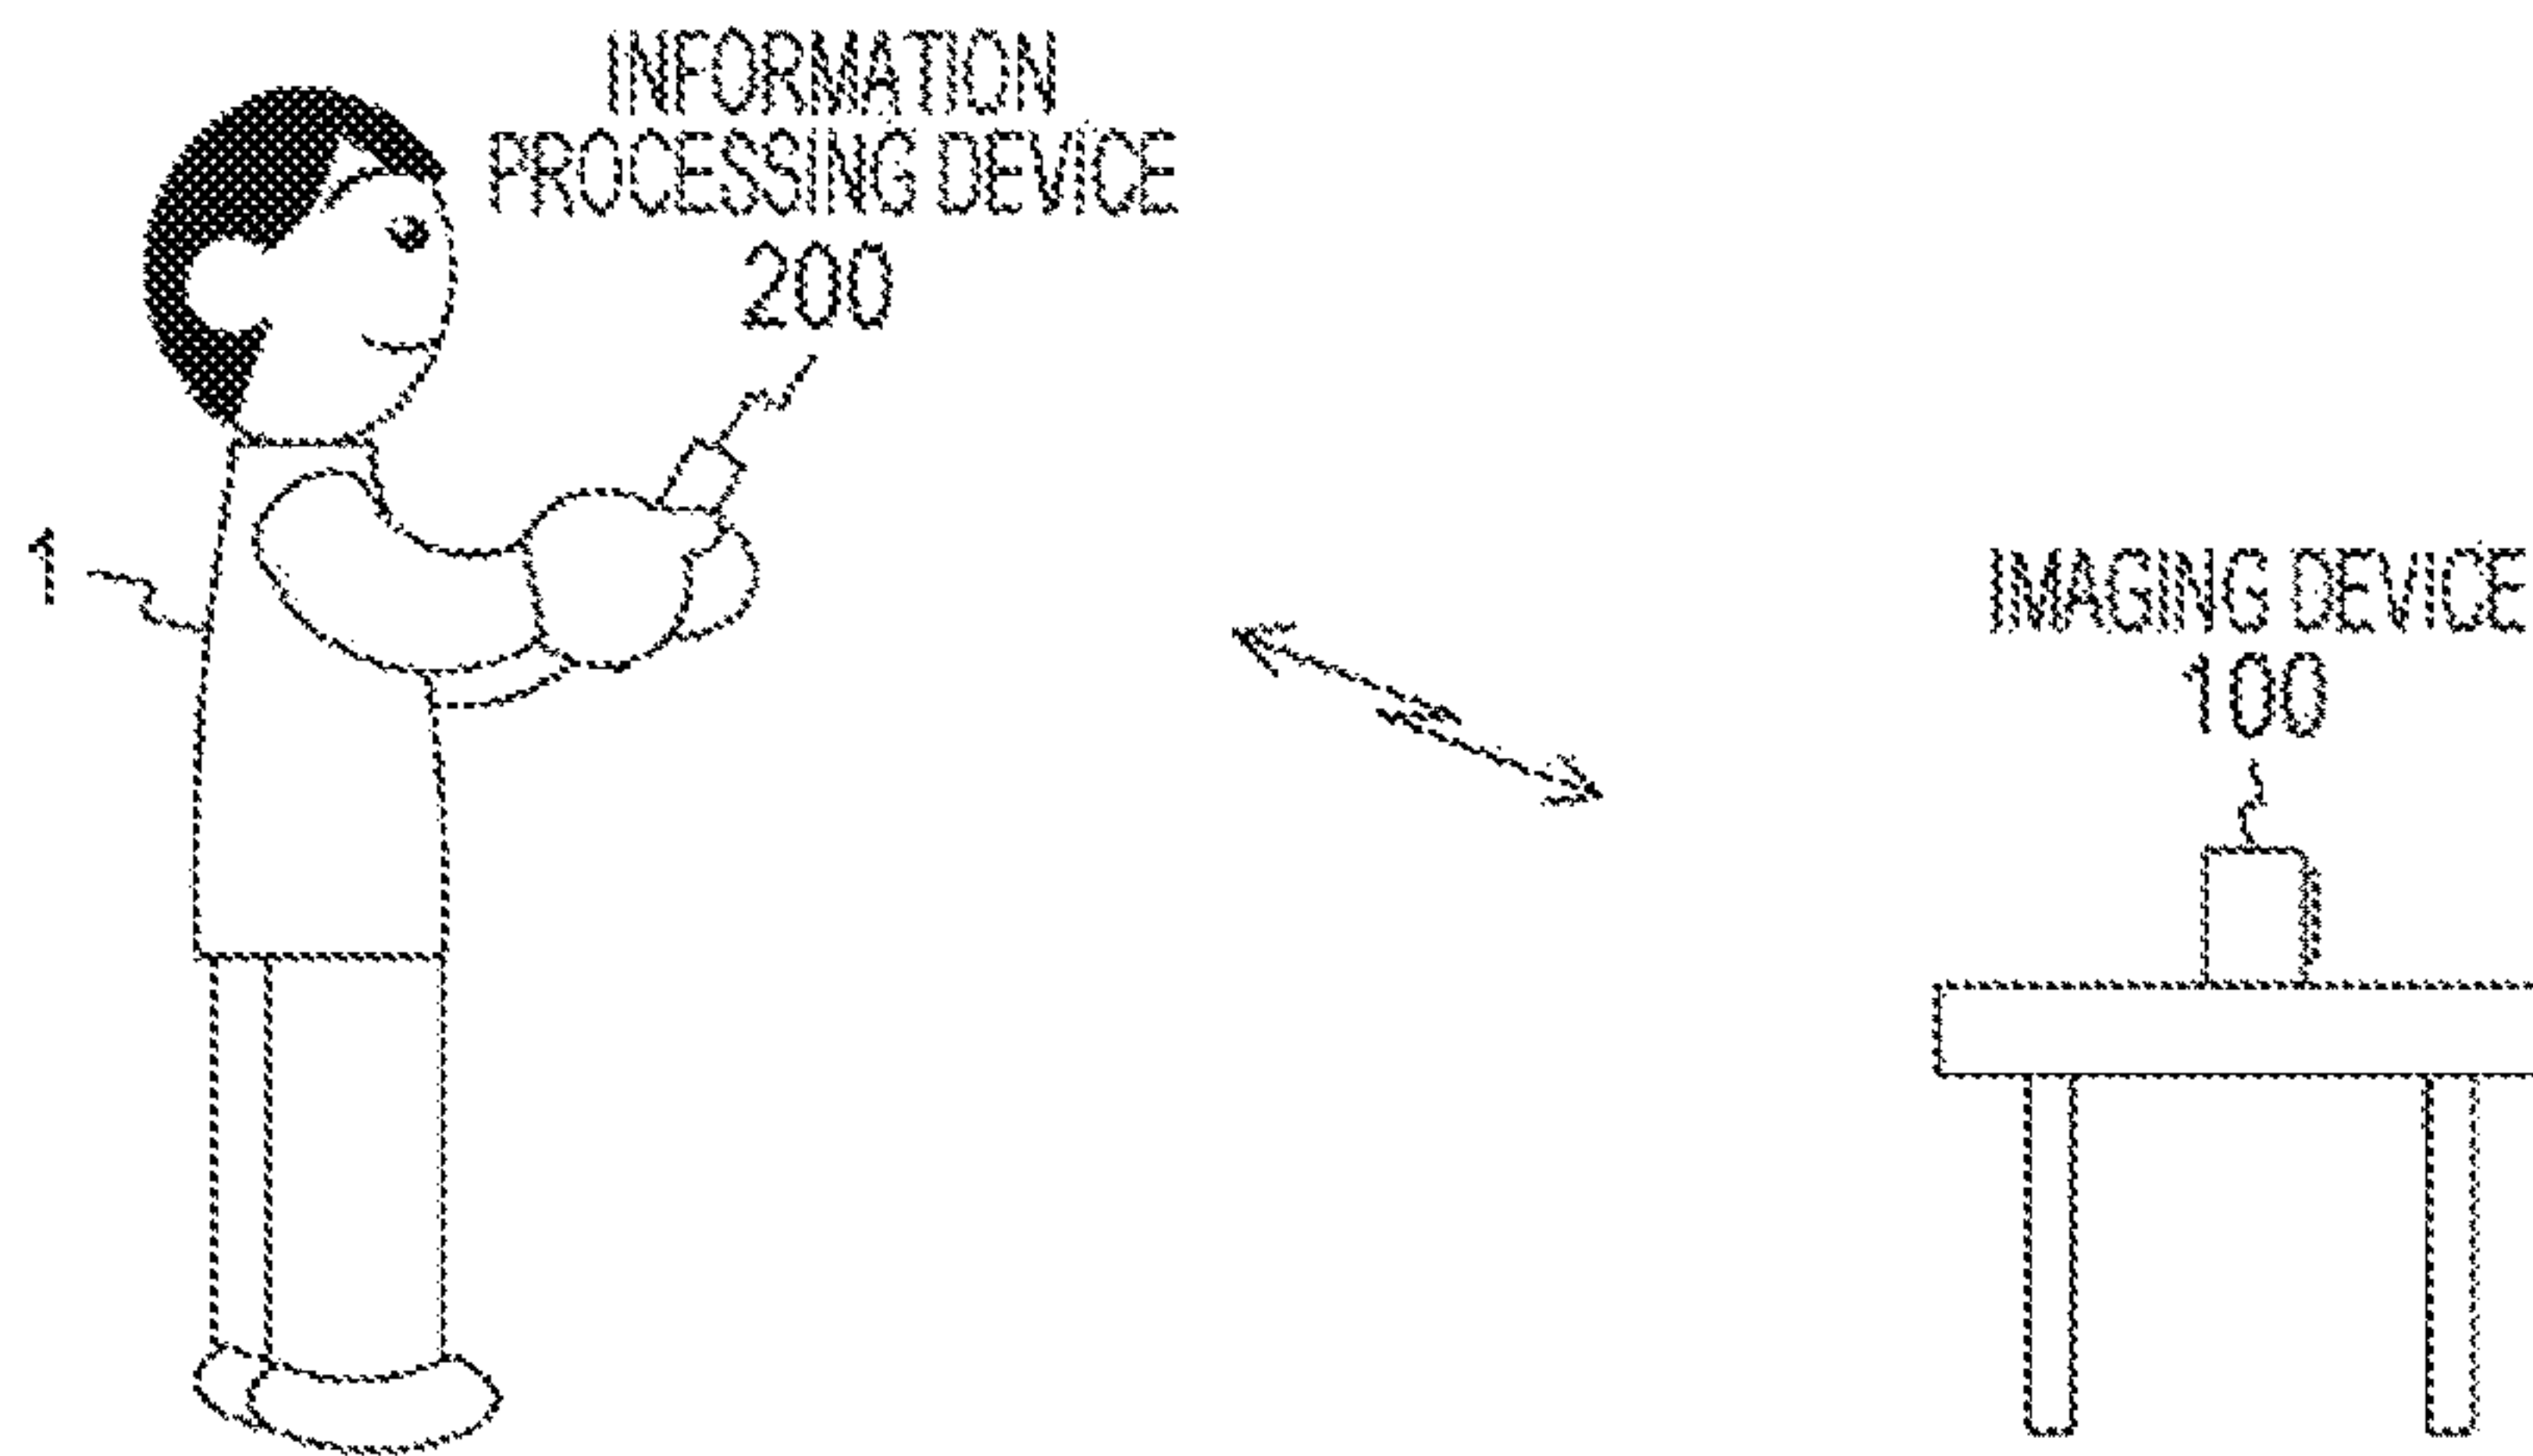 INFORMATION
PROCESSING DEVICE
200
1
IMAGING DEVICE
100